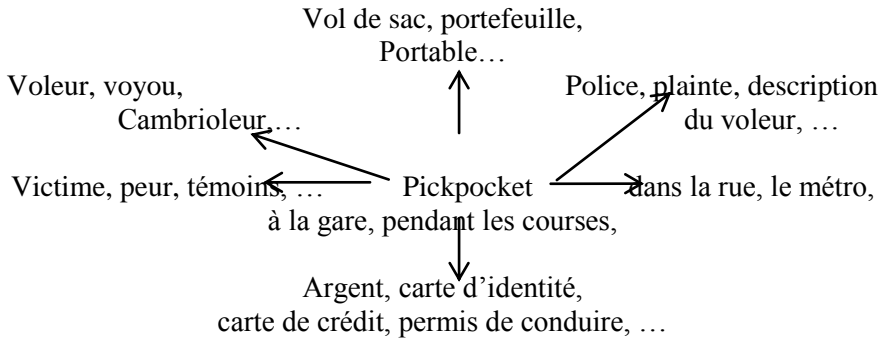 Vol de sac, portefeuille,
Portable…
Voleur, voyou,
Cambrioleur,…
Police, plainte, description
du voleur, …
Victime, peur, témoins, …
Pickpocket
dans la rue, le métro,
à la gare, pendant les courses,
Argent, carte d’identité,
carte de crédit, permis de conduire, …